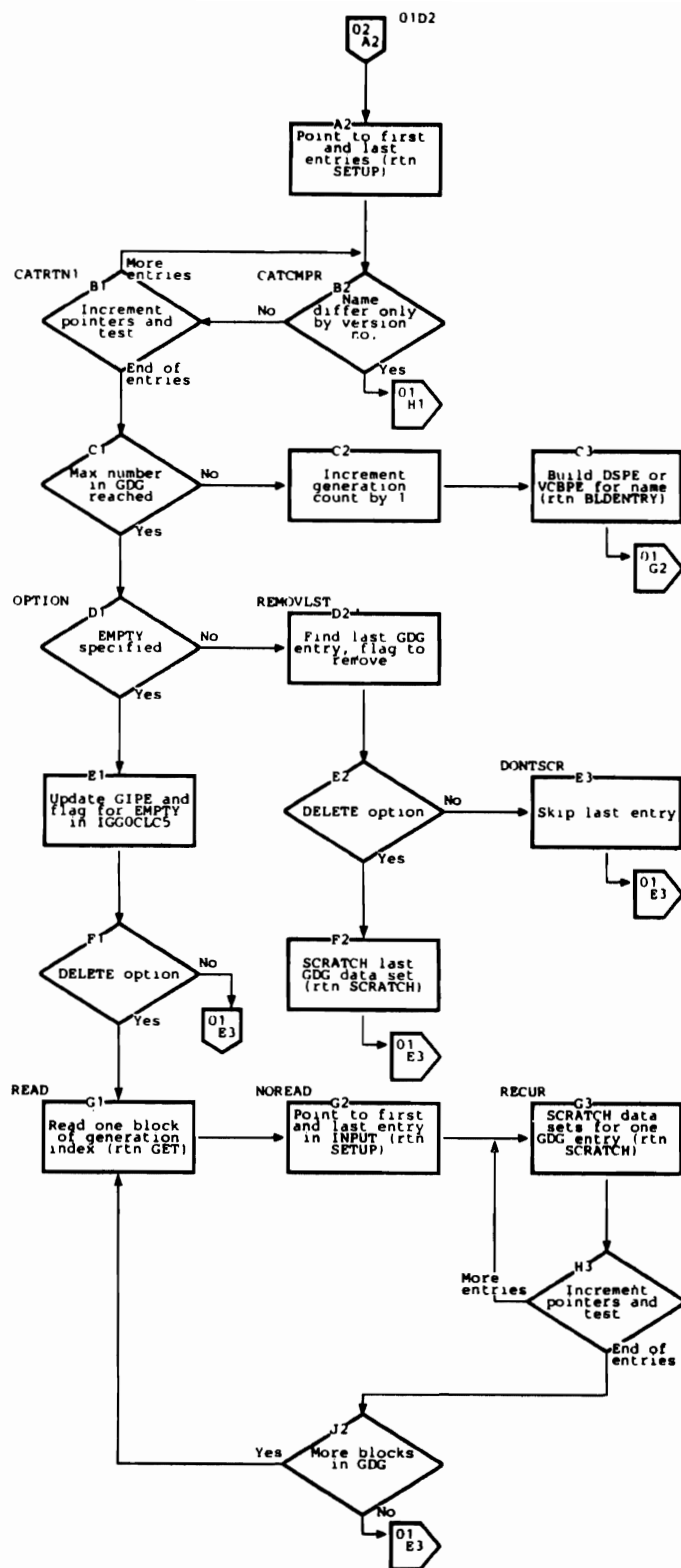 01D2
02
A2
A2
Point to first
and last
entries (rtn
SETUP)
More
entries
CATRTN1
B1
Increment
pointers and
test
End of
entries
CATCMPR
B2
Name
differ only
by version
no.
No
Yes
01
H1
C1
Max number
in GDG
reached
No
Yes
C2
Increment
generation
count by 1
C3
Build DSPE or
VCBPE for name
(rtn BLDENTRY)
01
G2
OPTION
D1
EMPTY
specified
No
Yes
REMOVLST
D2
Find last GDG
entry, flag to
remove
E1
Update GIPE and
flag for EMPTY
in IGG0CLC5
E2
DELETE option
No
Yes
DONTSCR
E3
Skip last entry
01
E3
F1
DELETE option
No
Yes
01
E3
F2
SCRATCH last
GDG data set
(rtn SCRATCH)
01
E3
READ
G1
Read one block
of generation
index (rtn GET)
NOREAD
G2
Point to first
and last entry
in INPUT (rtn
SETUP)
RECUR
G3
SCRATCH data
sets for one
GDG entry (rtn
SCRATCH)
H3
More
entries
Increment
pointers and
test
End of
entries
J2
Yes
More blocks
in GDG
No
01
E3